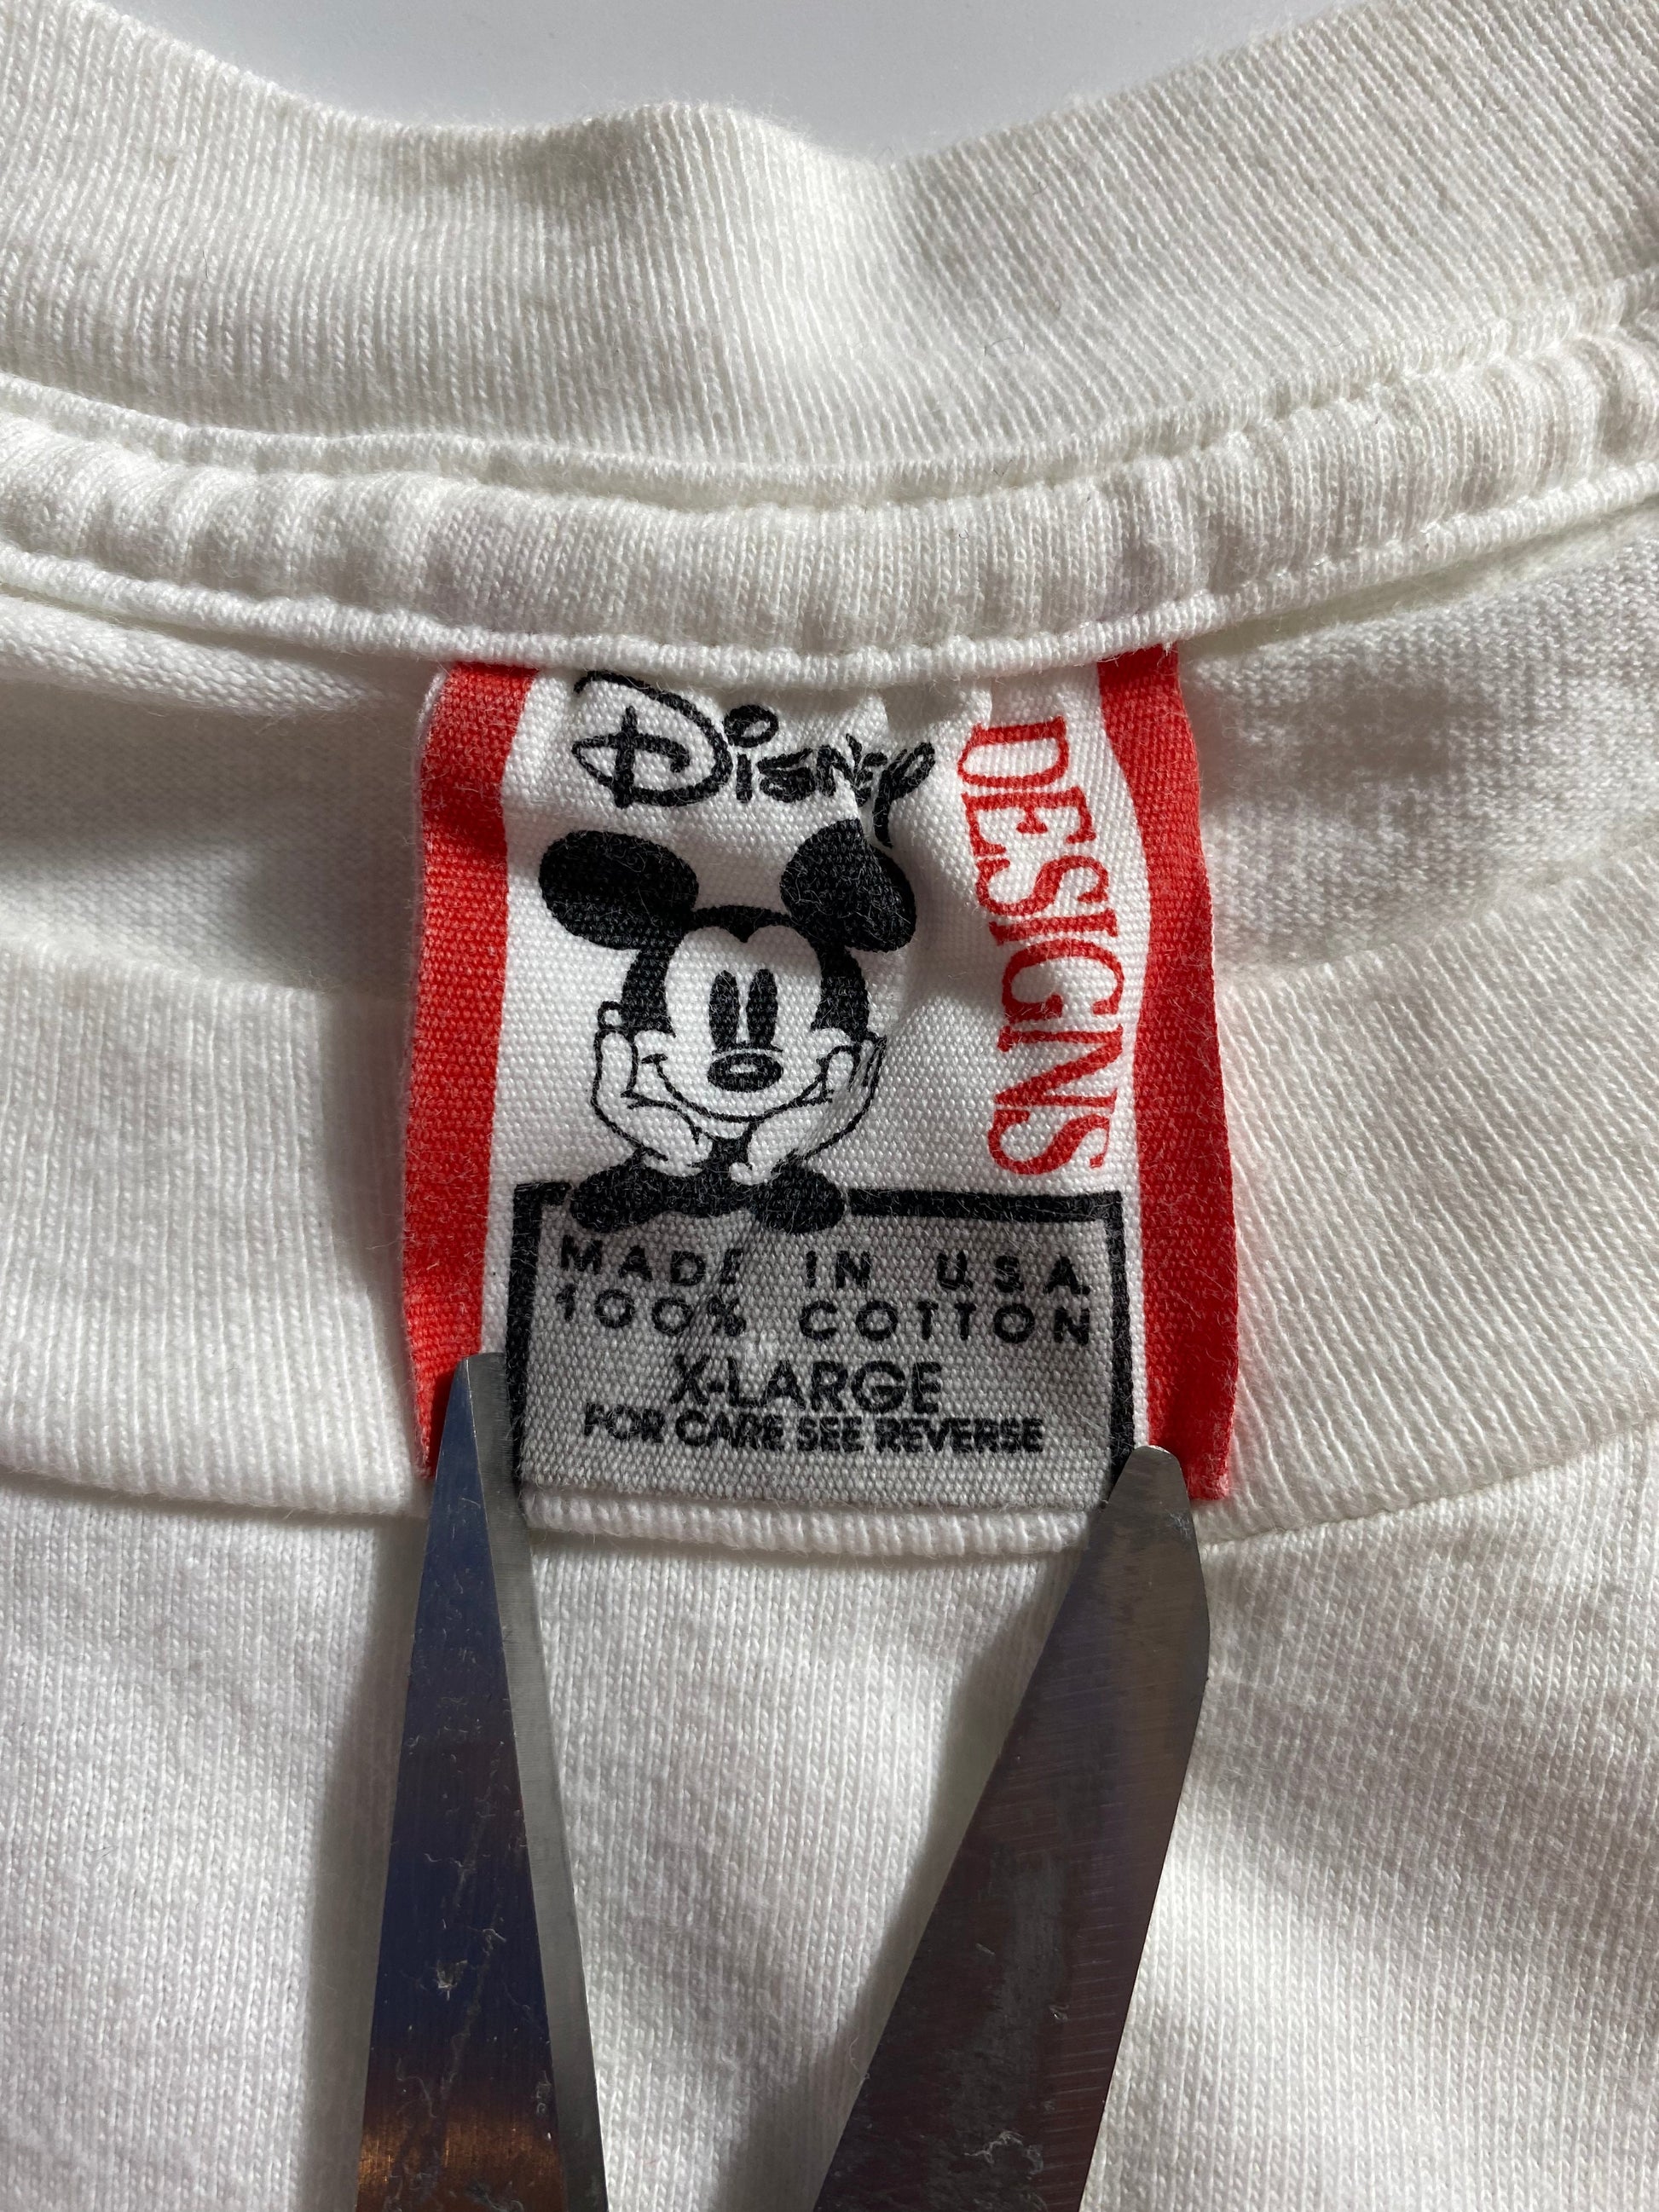 Disney
DESIGNS
MADE IN U.S.A.
100% COTTON
X-LARGE
FOR CARE SEE REVERSE